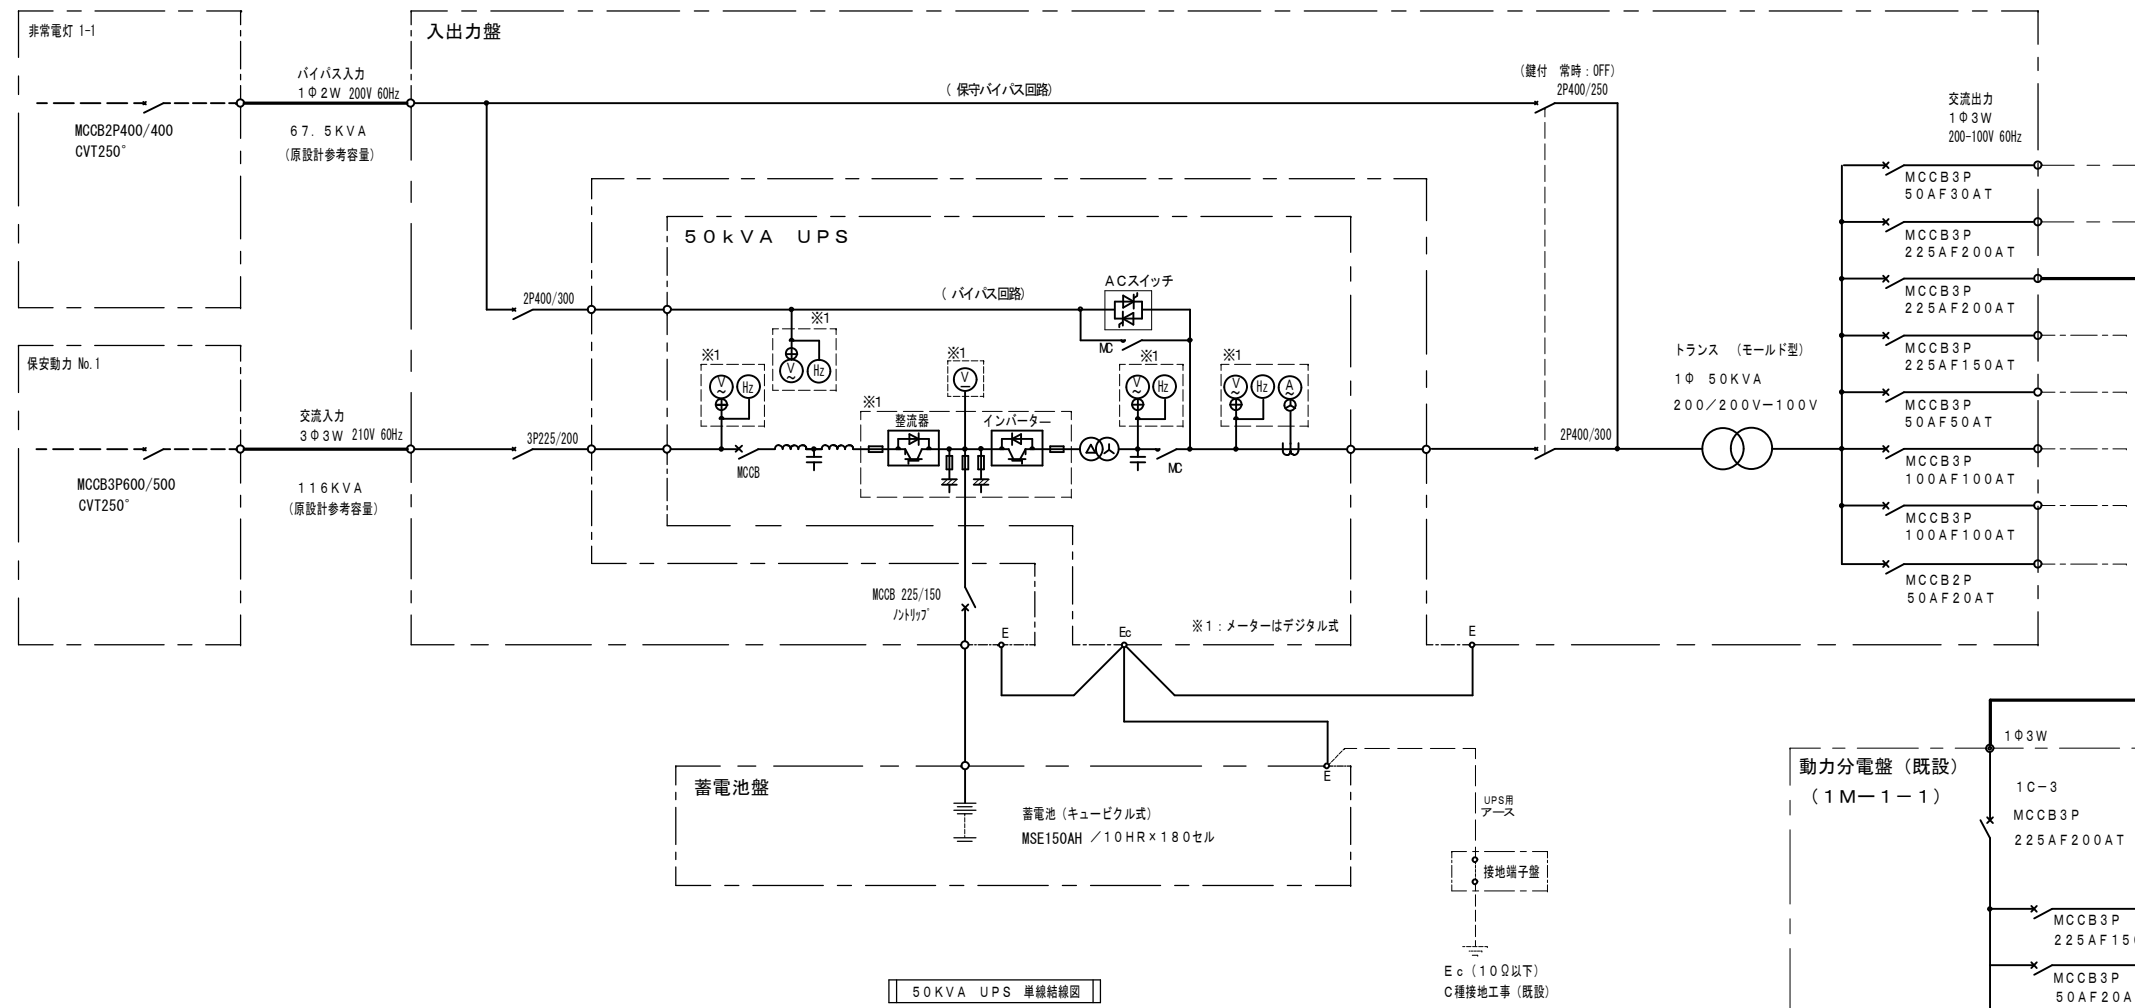 非常電灯 1-1
入出力盤
バイパス入力
1Φ2W 200V 60Hz
MCCB2P400/400
CVT250°
67.5KVA
(原設計参考容量)
(保守バイパス回路)
(鍵付 常時:OFF)
2P400/250
交流出力
1Φ3W
200-100V 60Hz
MCCB3P
50AF30AT
MCCB3P
225AF200AT
MCCB3P
225AF200AT
MCCB3P
225AF150AT
MCCB3P
50AF50AT
MCCB3P
100AF100AT
MCCB3P
100AF100AT
MCCB2P
50AF20AT
50kVA UPS
2P400/300
(バイパス回路)
ACスイッチ
MC
※1
V
Hz
※1
V
Hz
※1
V
※1
V
Hz
※1
V
Hz
A
※1
整流器
インバーター
MCCB
MC
保安動力 No.1
交流入力
3Φ3W 210V 60Hz
MCCB3P600/500
CVT250°
116KVA
(原設計参考容量)
3P225/200
2P400/300
トランス (モールド型)
1Φ 50KVA
200/200V-100V
MCCB 225/150
ノントリップ
※1:メーターはデジタル式
E
Ec
E
E
蓄電池盤
蓄電池(キュービクル式)
MSE150AH /10HR×180セル
UPS用
アース
接地端子盤
Ec(10Ω以下)
C種接地工事(既設)
1Φ3W
動力分電盤(既設)
(1M-1-1)
1C-3
MCCB3P
225AF200AT
MCCB3P
225AF15
MCCB3P
50AF20A
50KVA UPS 単線結線図